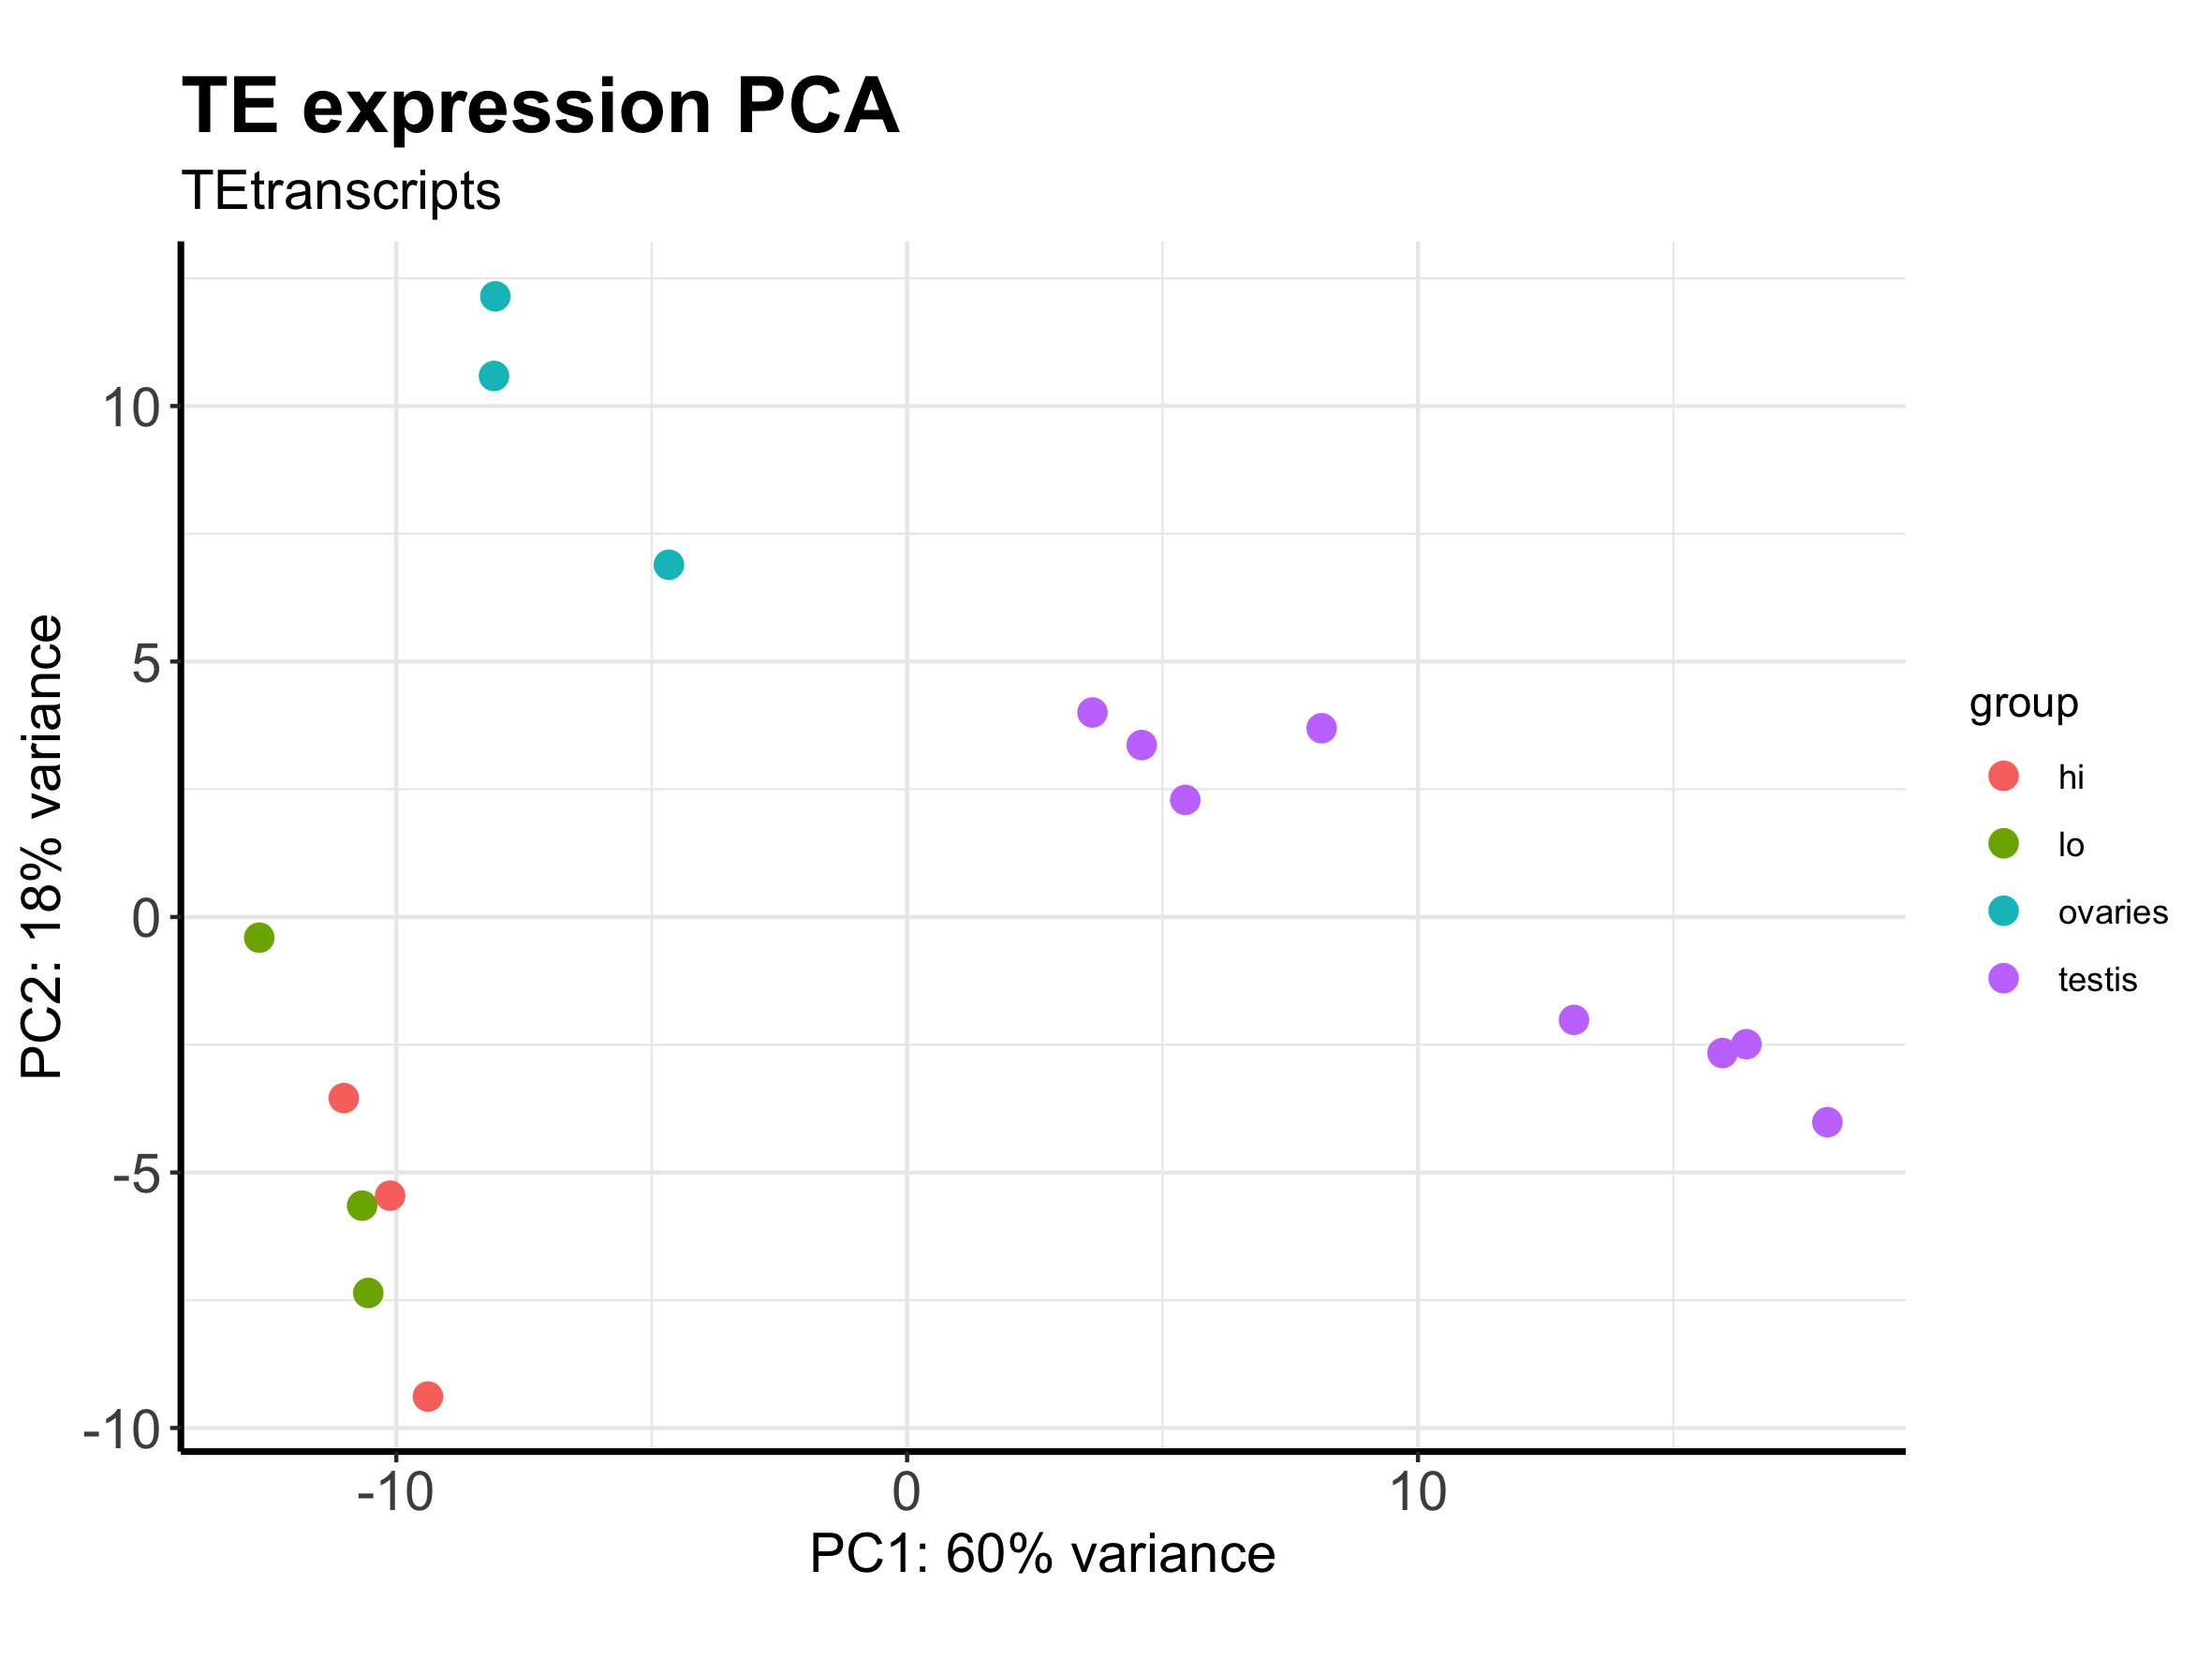 TE expression PCA
TEtranscripts
PC2: 18% variance
10
5
0
-5
-10
-10
0
10
PC1: 60% variance
group
hi
lo
ovaries
testis